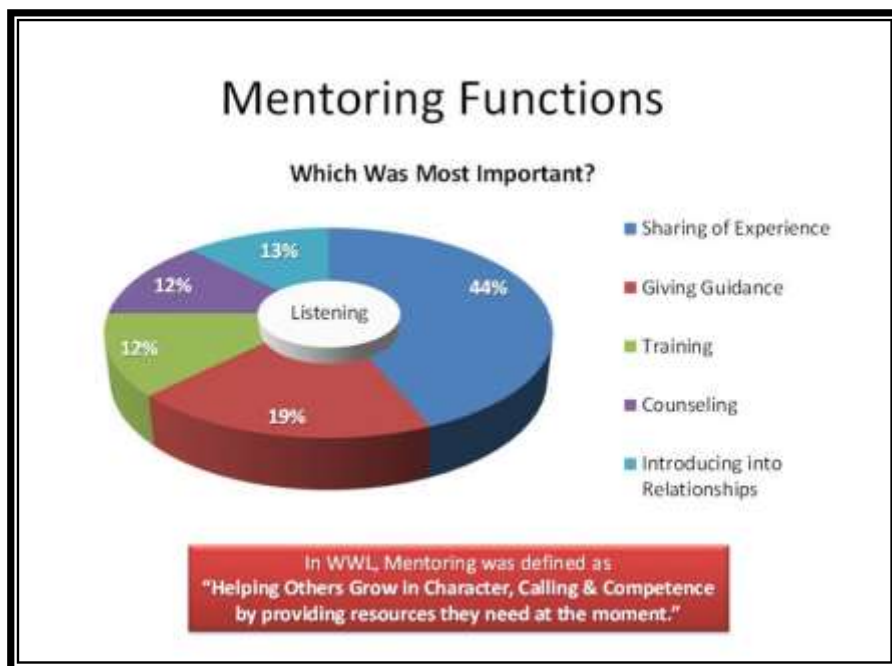 Mentoring Functions
Which Was Most Important?
13%
44%
12%
Listening
12%
19%
Sharing of Experience
Giving Guidance
Training
Counseling
Introducing into
Relationships
In WWL, Mentoring was defined as
“Helping Others Grow in Character, Calling & Competence
by providing resources they need at the moment.”